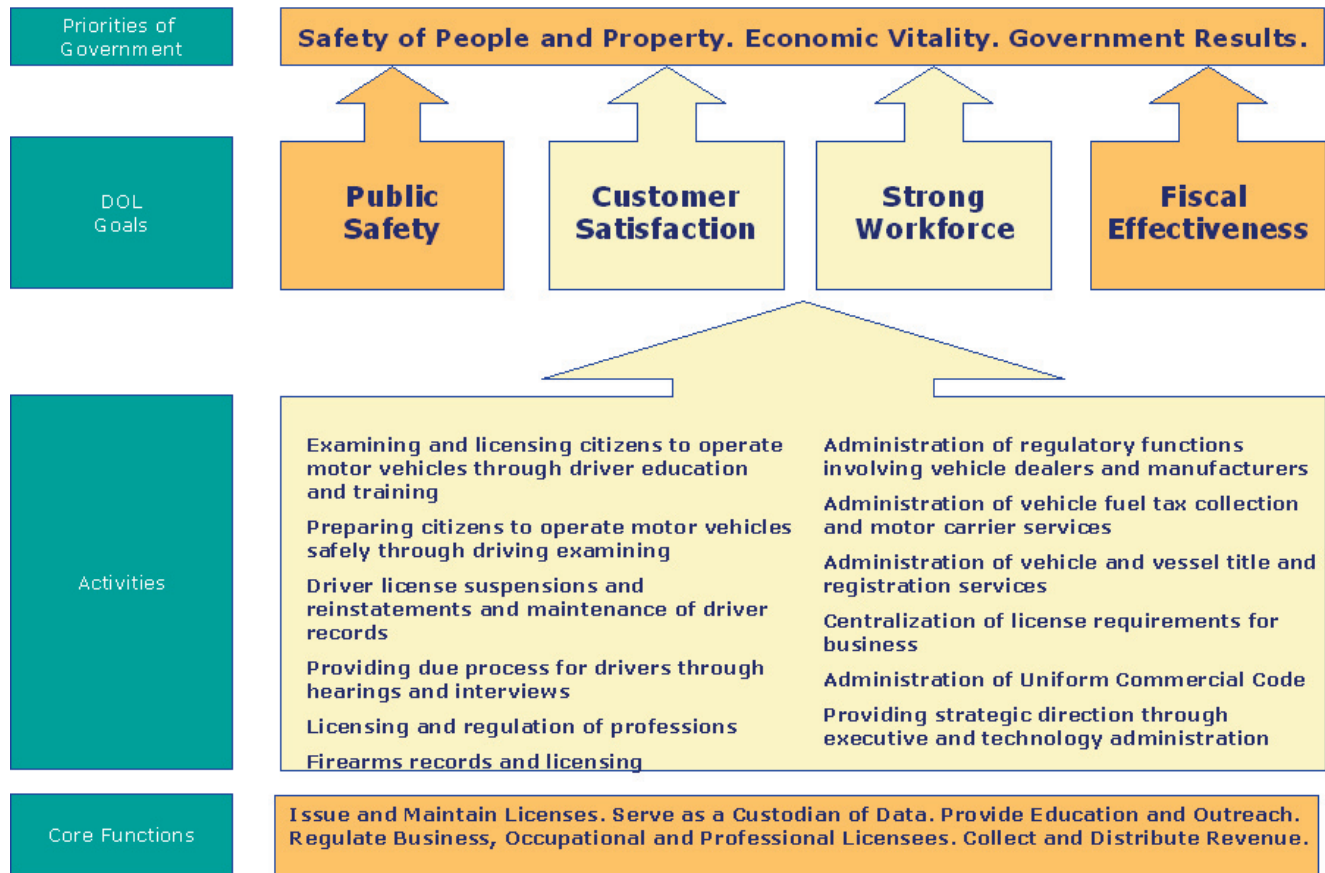 Priorities of
Government
Safety of People and Property. Economic Vitality. Government Results.
DOL
Goals
Public
Safety
Customer
Satisfaction
Strong
Workforce
Fiscal
Effectiveness
Activities
Examining and licensing citizens to operate
motor vehicles through driver education
and training
Preparing citizens to operate motor vehicles
safely through driving examining
Driver license suspensions and
reinstatements and maintenance of driver
records
Providing due process for drivers through
hearings and interviews
Licensing and regulation of professions
Firearms records and licensing
Administration of regulatory functions
involving vehicle dealers and manufacturers
Administration of vehicle fuel tax collection
and motor carrier services
Administration of vehicle and vessel title and
registration services
Centralization of license requirements for
business
Administration of Uniform Commercial Code
Providing strategic direction through
executive and technology administration
Core Functions
Issue and Maintain Licenses. Serve as a Custodian of Data. Provide Education and Outreach.
Regulate Business, Occupational and Professional Licensees. Collect and Distribute Revenue.